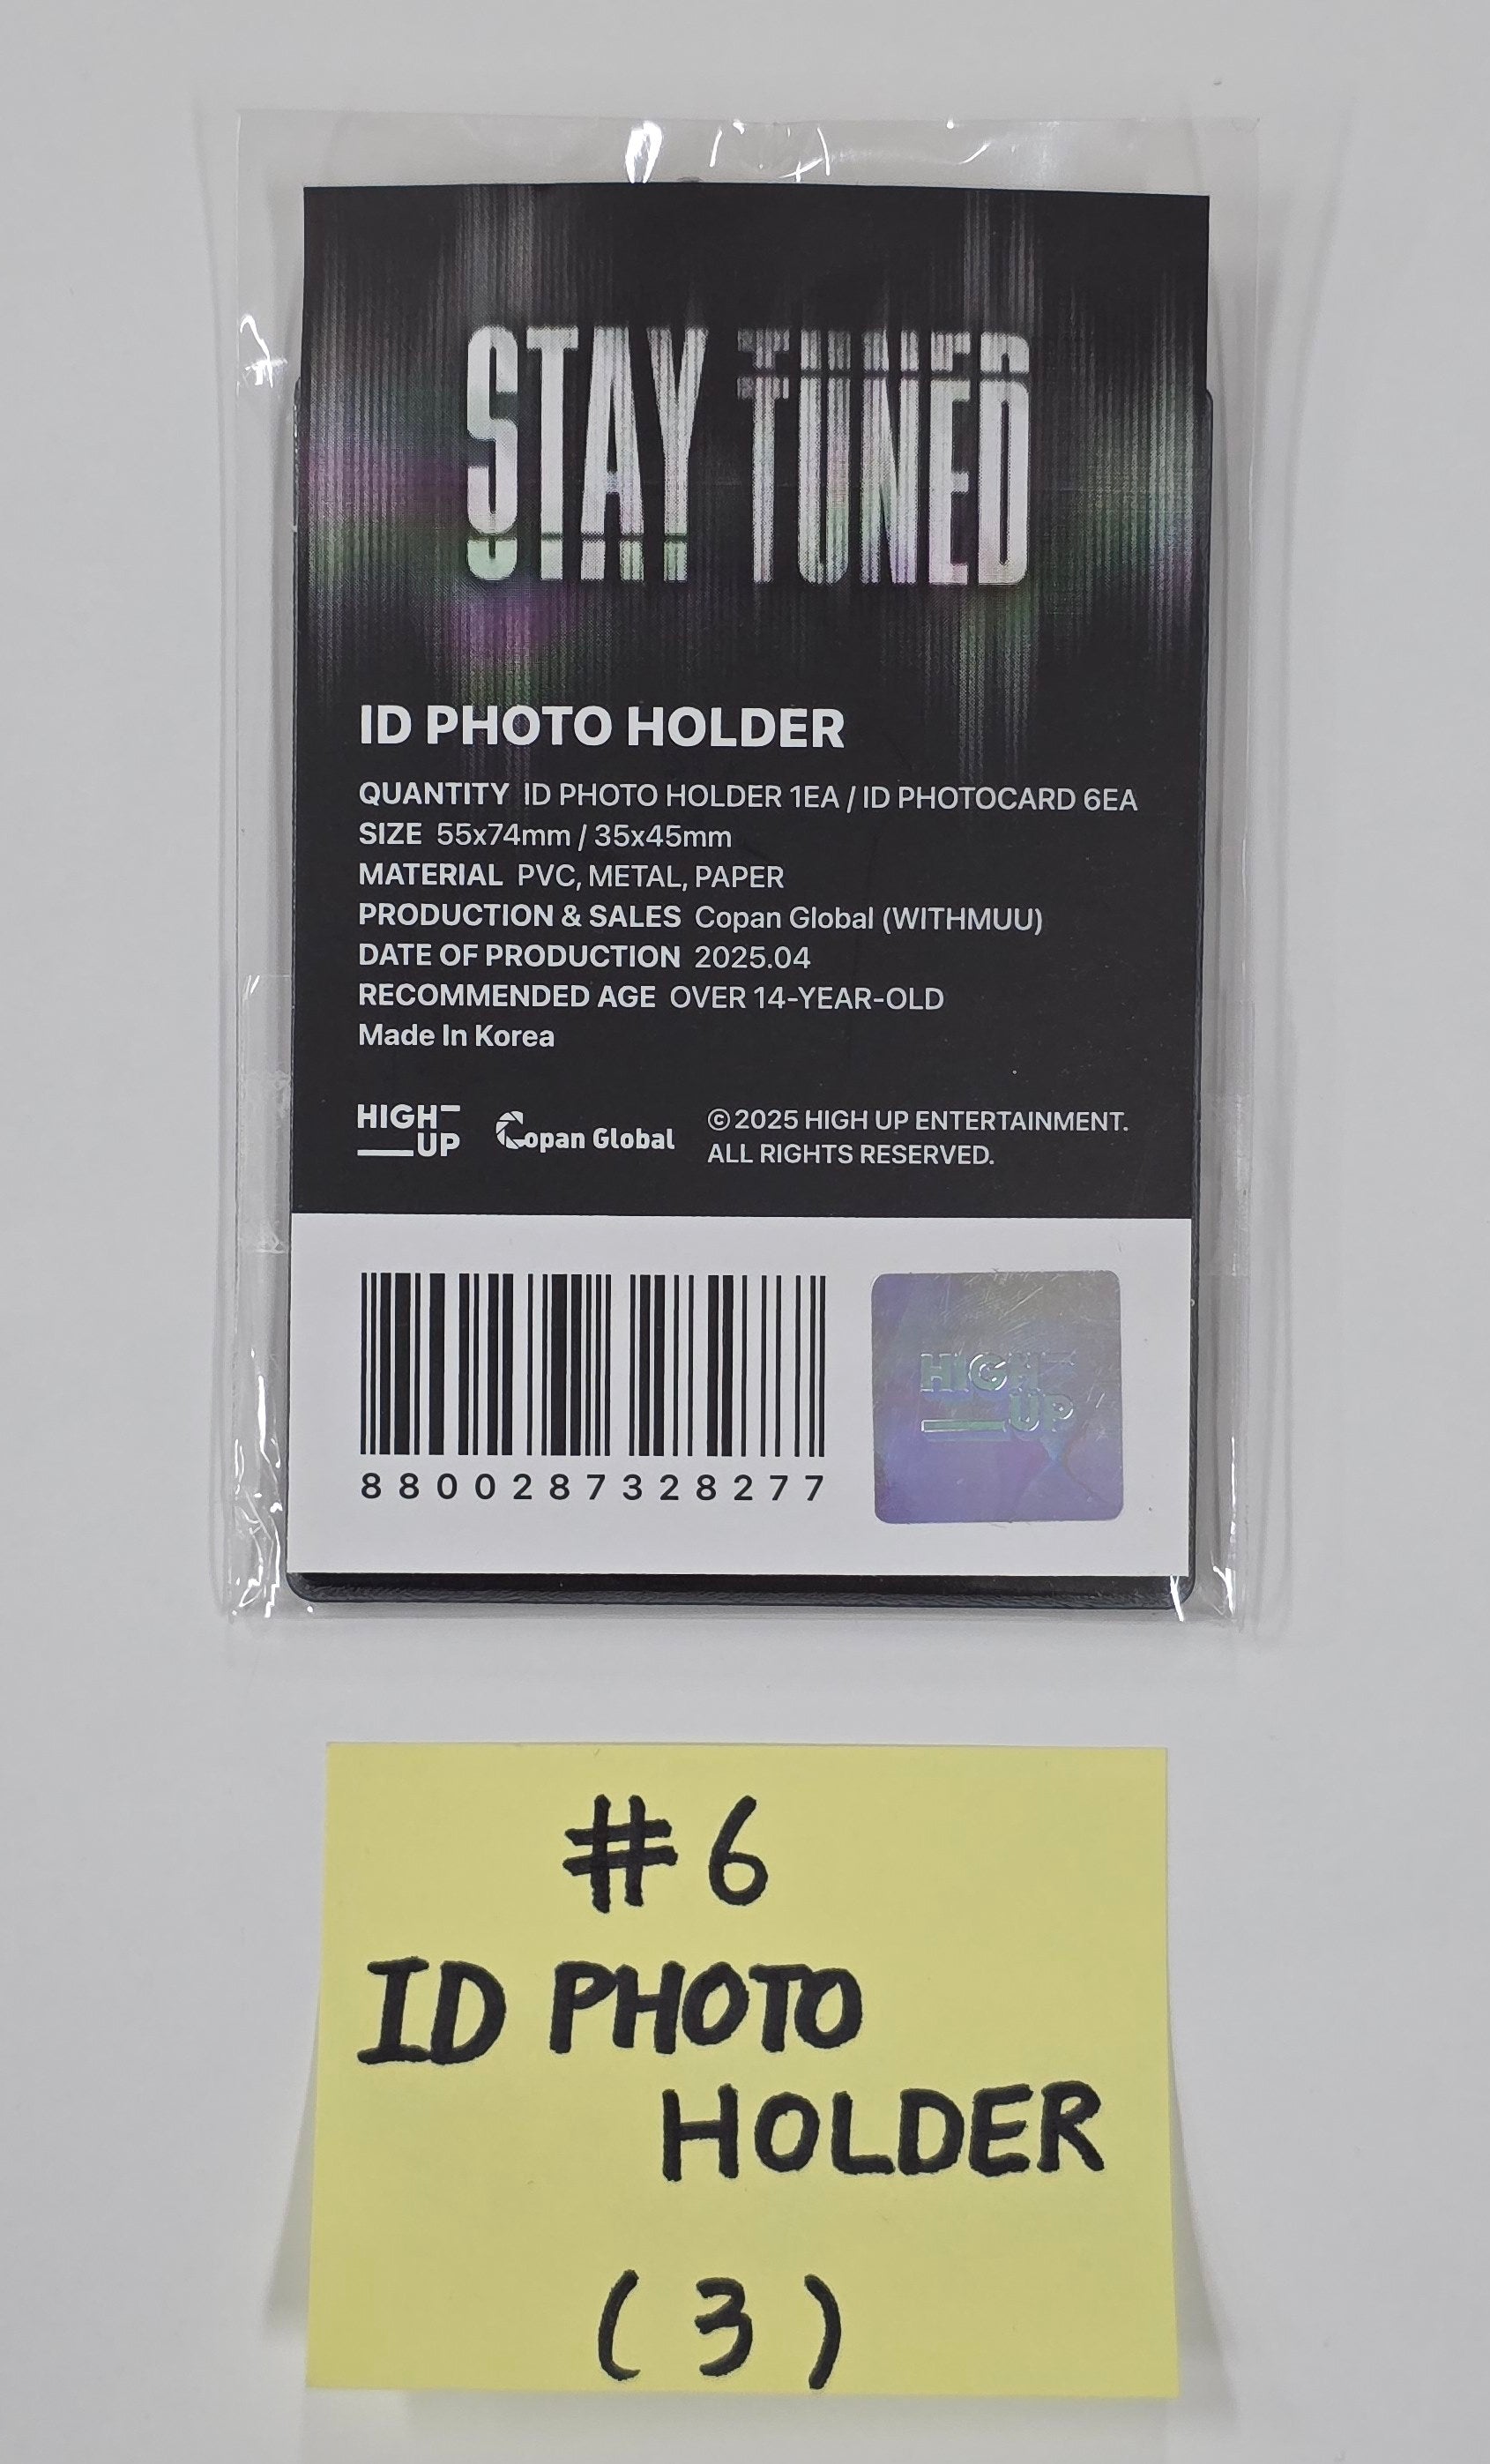 STAY TUNED
ID PHOTO HOLDER
QUANTITY ID PHOTO HOLDER 1EA / ID PHOTOCARD 6EA
SIZE 55x74mm / 35x45mm
MATERIAL PVC, METAL, PAPER
PRODUCTION & SALES Copan Global (WITHMUU)
DATE OF PRODUCTION 2025.04
RECOMMENDED AGE OVER 14-YEAR-OLD
Made In Korea
HIGH UP
Copan Global
© 2025 HIGH UP ENTERTAINMENT.
ALL RIGHTS RESERVED.
8800287328277
HIGH UP
#6
ID PHOTO
HOLDER
(3)